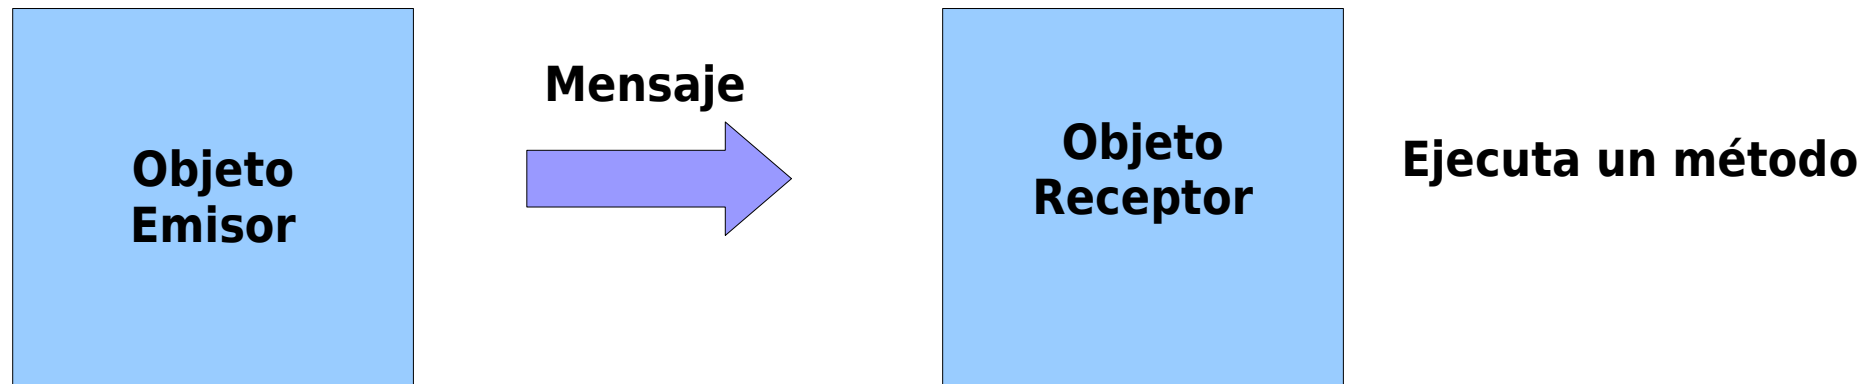 Objeto
Emisor
Mensaje
Objeto
Receptor
Ejecuta un método